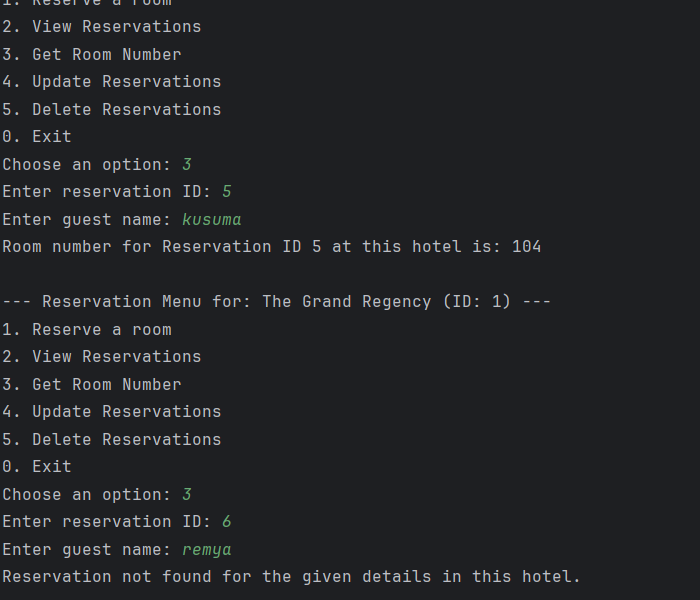 1. Reserve a room
2. View Reservations
3. Get Room Number
4. Update Reservations
5. Delete Reservations
0. Exit
Choose an option: 3
Enter reservation ID: 5
Enter guest name: kusuma
Room number for Reservation ID 5 at this hotel is: 104
--- Reservation Menu for: The Grand Regency (ID: 1) ---
1. Reserve a room
2. View Reservations
3. Get Room Number
4. Update Reservations
5. Delete Reservations
0. Exit
Choose an option: 3
Enter reservation ID: 6
Enter guest name: remya
Reservation not found for the given details in this hotel.